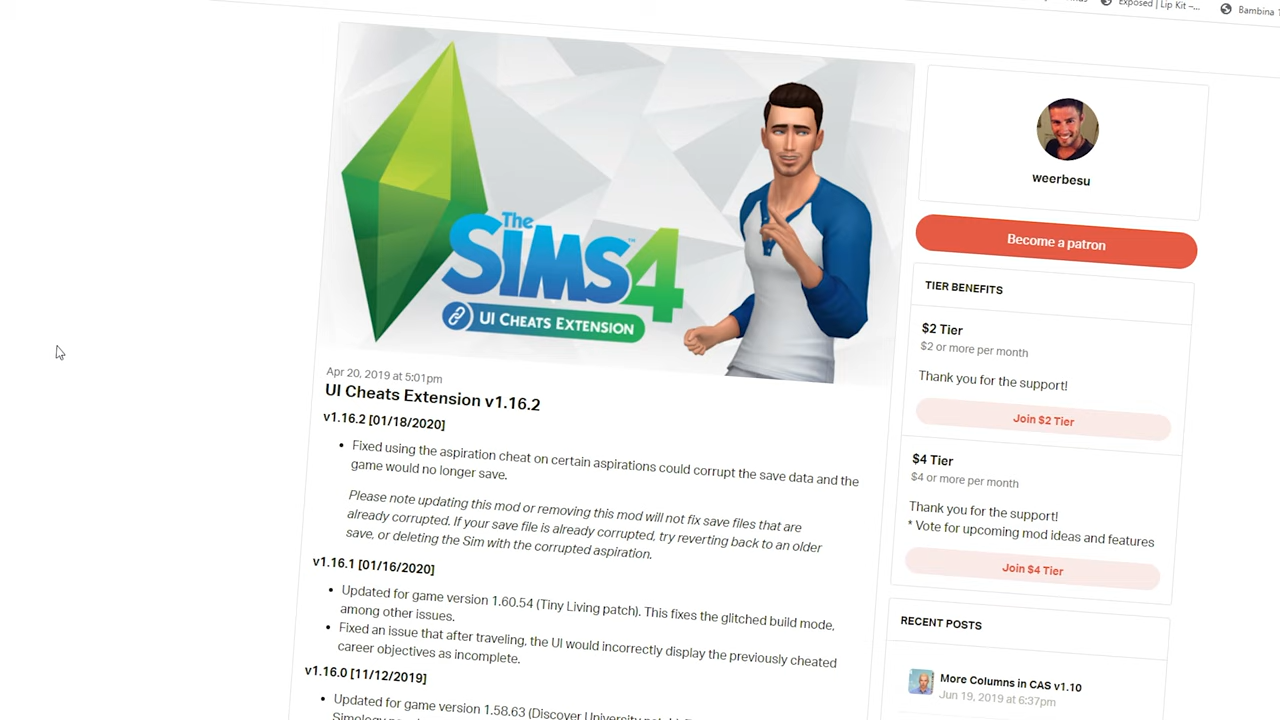 Exposed | Lip Kit –...
Bambina
The
SIMS 4
UI CHEATS EXTENSION
Apr 20, 2019 at 5:01pm
UI Cheats Extension v1.16.2
v1.16.2 [01/18/2020]
• Fixed using the aspiration cheat on certain aspirations could corrupt the save data and the
game would no longer save.
Please note updating this mod or removing this mod will not fix save files that are
already corrupted. If your save file is already corrupted, try reverting back to an older
save, or deleting the Sim with the corrupted aspiration.
v1.16.1 [01/16/2020]
• Updated for game version 1.60.54 (Tiny Living patch). This fixes the glitched build mode,
among other issues.
• Fixed an issue that after traveling, the UI would incorrectly display the previously cheated
career objectives as incomplete.
v1.16.0 [11/12/2019]
• Updated for game version 1.58.63 (Discover University
weerbesu
Become a patron
TIER BENEFITS
$2 Tier
$2 or more per month
Thank you for the support!
Join $2 Tier
$4 Tier
$4 or more per month
Thank you for the support!
* Vote for upcoming mod ideas and features
Join $4 Tier
RECENT POSTS
More Columns in CAS v1.10
Jun 19, 2019 at 6:37pm